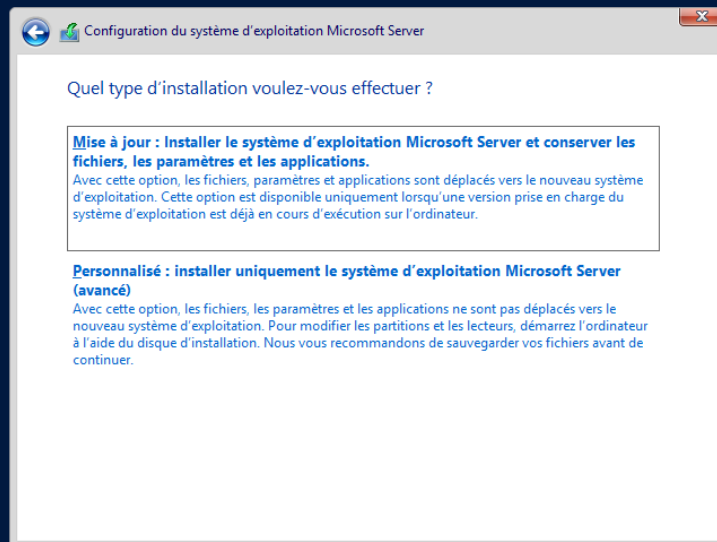 Configuration du système d'exploitation Microsoft Server
Quel type d'installation voulez-vous effectuer ?
Mise à jour : Installer le système d'exploitation Microsoft Server et conserver les
fichiers, les paramètres et les applications.
Avec cette option, les fichiers, paramètres et applications sont déplacés vers le nouveau système
d'exploitation. Cette option est disponible uniquement lorsqu'une version prise en charge du
système d'exploitation est déjà en cours d'exécution sur l'ordinateur.
Personnalisé : installer uniquement le système d'exploitation Microsoft Server
(avancé)
Avec cette option, les fichiers, les paramètres et les applications ne sont pas déplacés vers le
nouveau système d'exploitation. Pour modifier les partitions et les lecteurs, démarrez l'ordinateur
à l'aide du disque d'installation. Nous vous recommandons de sauvegarder vos fichiers avant de
continuer.